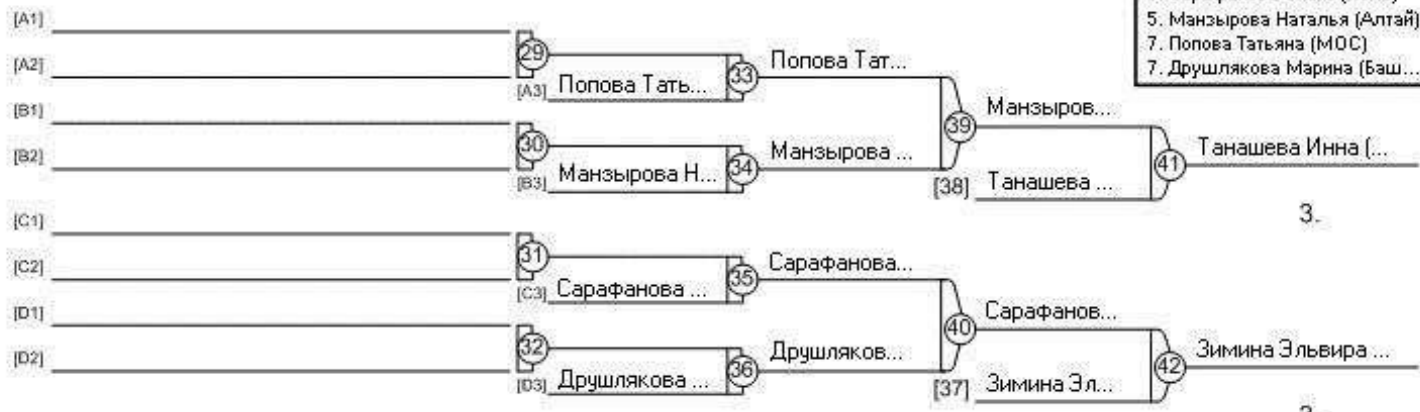 [A1]
[A2]
[B1]
[B2]
[C1]
[C2]
[D1]
[D2]
29
[A3] Попова Тать...
30
[B3] Манзырова Н...
31
[C3] Сарафанова ...
32
[D3] Друшлякова ...
33
34
35
36
Попова Тат...
Манзырова ...
Сарафанова...
Друшляков...
39
[38]
40
[37]
Манзыров...
Танашева ...
Сарафанов...
Зимина Эл...
41
42
Танашева Инна (...
3.
Зимина Эльвира ...
5. Манзырова Наталья (Алтай)
7. Попова Татьяна (МОС)
7. Друшлякова Марина (Баш...